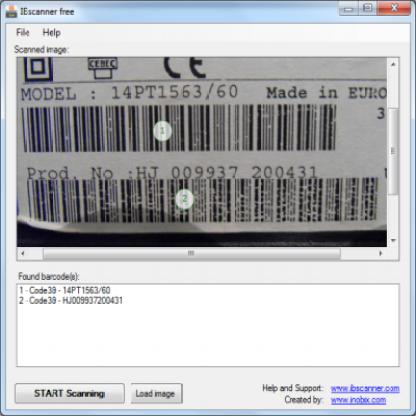 IBscanner free
File Help
Scanned image:
CE
MODEL : 14PT1563/60 Made in EURO
3
1
Prod. No :HJ 009937 200431
2
Found barcode(s):
1 - Code39 - 14PT1563/60
2 - Code39 - HJ009937200431
START Scanning
Load image
Help and Support: www.ibscanner.com
Created by: www.inobix.com